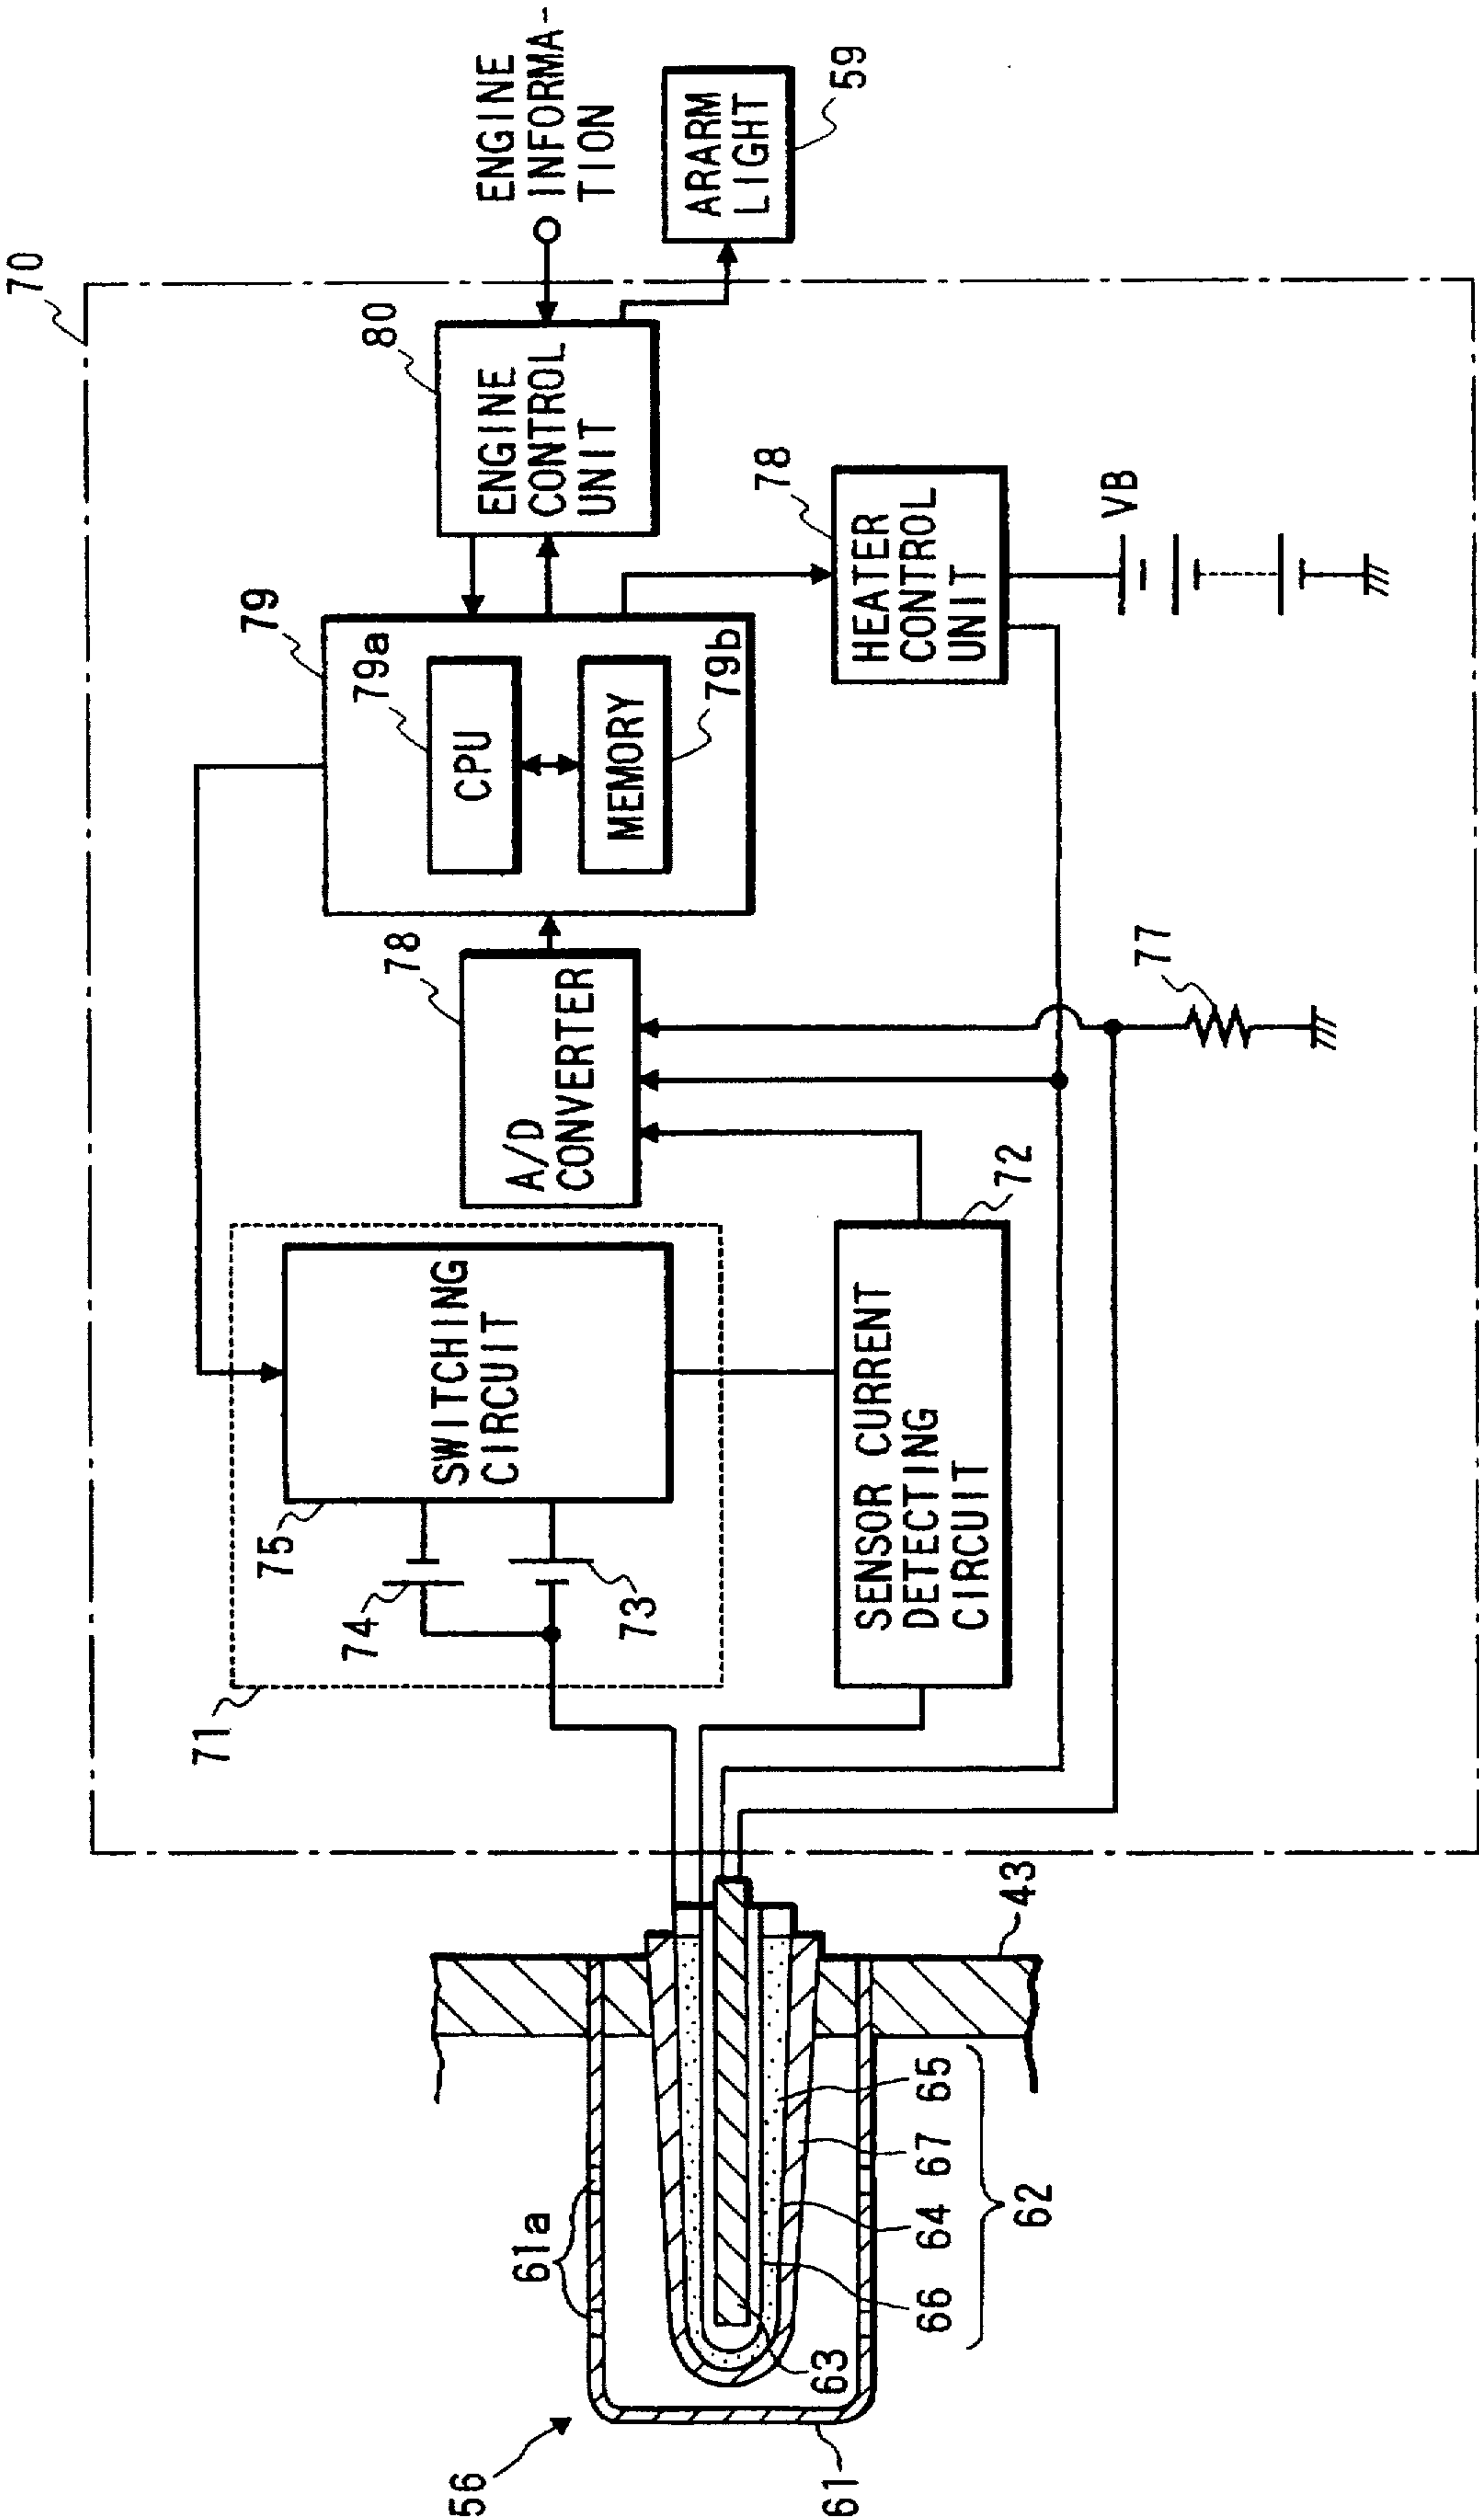 70
ENGINE
INFORMA-
TION
80
ENGINE
CONTROL
UNIT
ARARM
LIGHT
59
79
79a
CPU
MEMORY
79b
78
HEATER
CONTROL
UNIT
VB
78
A/D
CONVERTER
77
71
75
SWITCHING
CIRCUIT
74
73
72
SENSOR CURRENT
DETECTING
CIRCUIT
43
56
61a
61
63
66 64 67 65
62